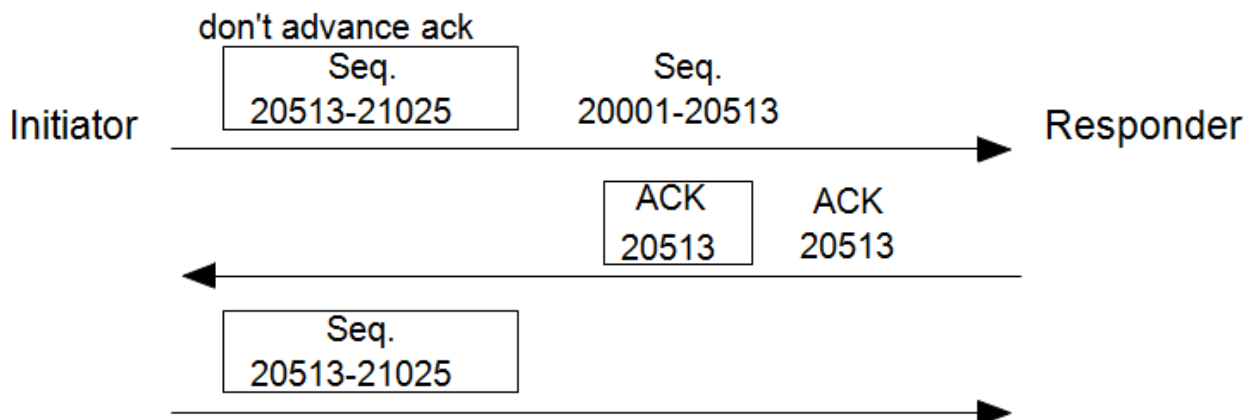 don't advance ack
Seq.
20513-21025
Seq.
20001-20513
Initiator
Responder
ACK
20513
ACK
20513
Seq.
20513-21025